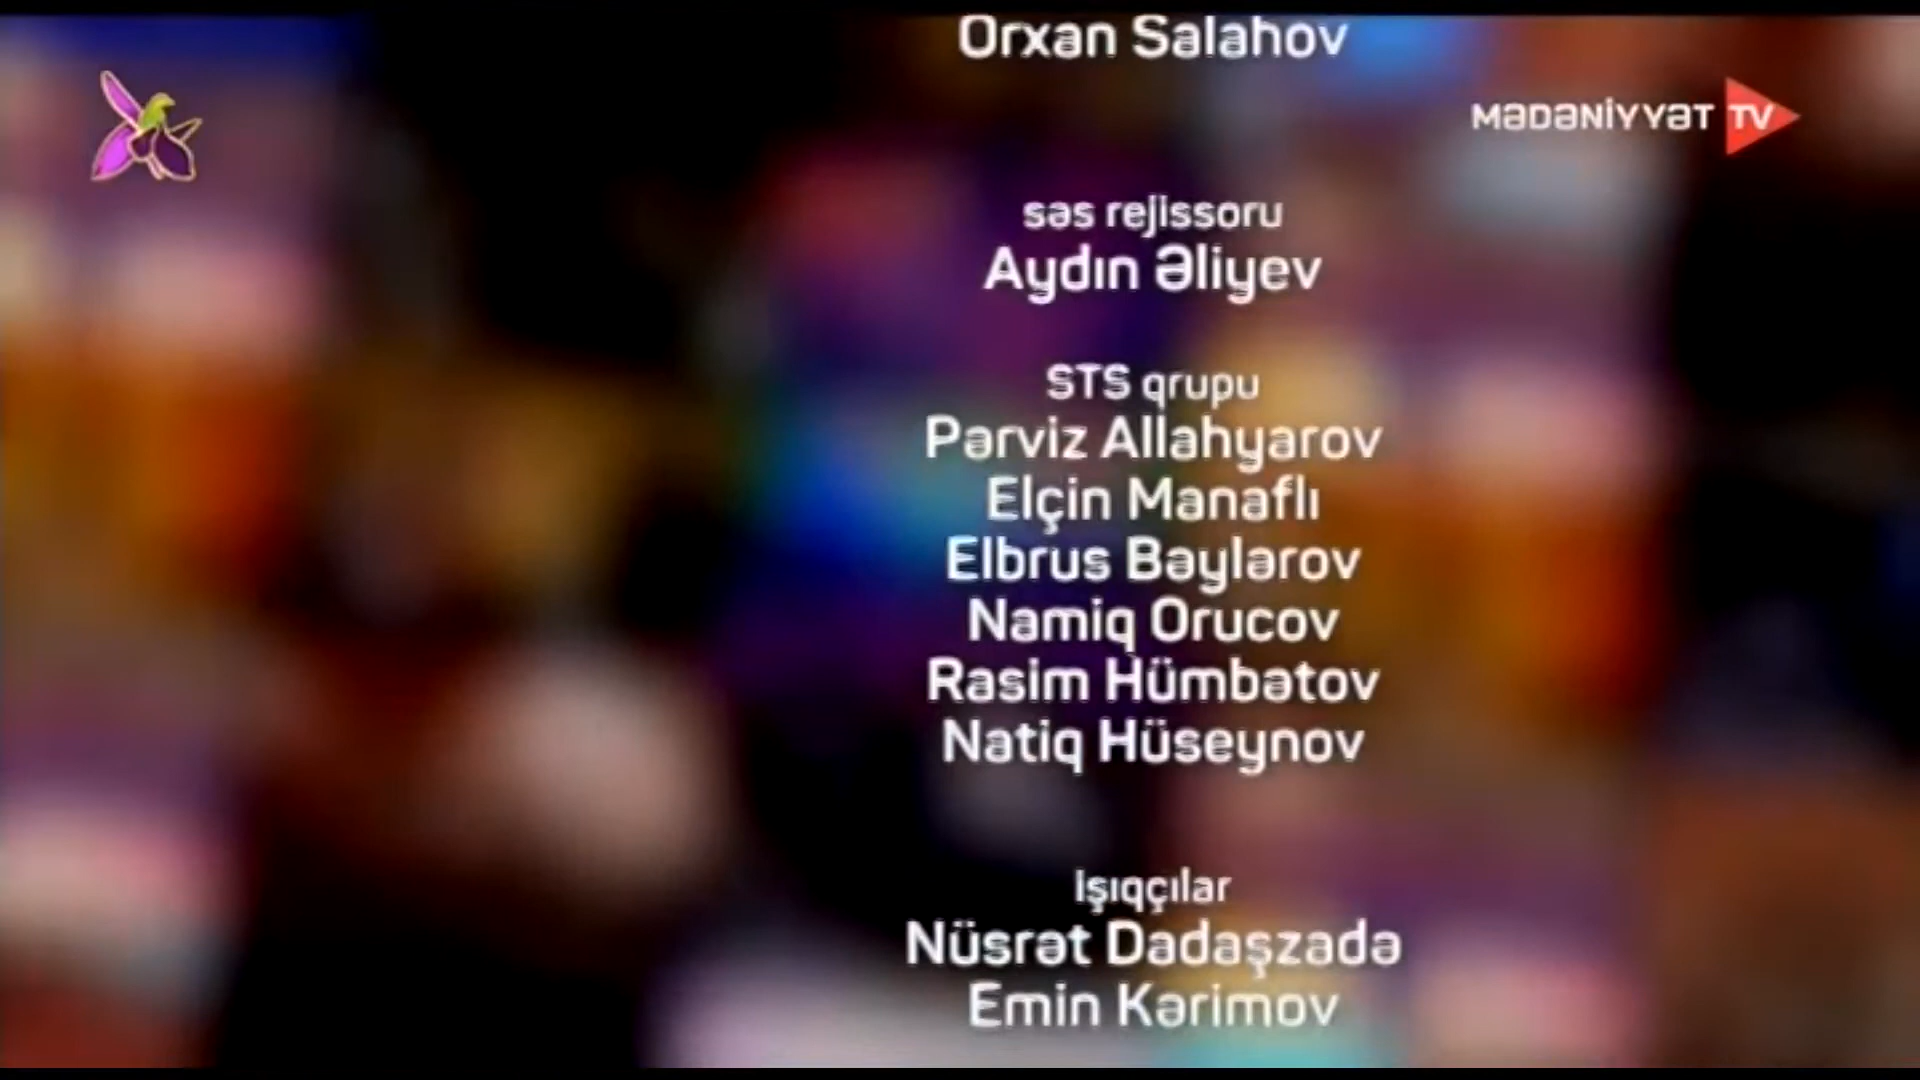 Orxan Salahov
MƏDƏNİYYƏT TV
səs rejissoru
Aydın Əliyev
STS qrupu
Pərviz Allahyarov
Elçin Manaflı
Elbrus Bəylərov
Namiq Orucov
Rasim Hümbətov
Natiq Hüseynov
İşıqçılar
Nüsrət Dadaşzadə
Emin Kərimov